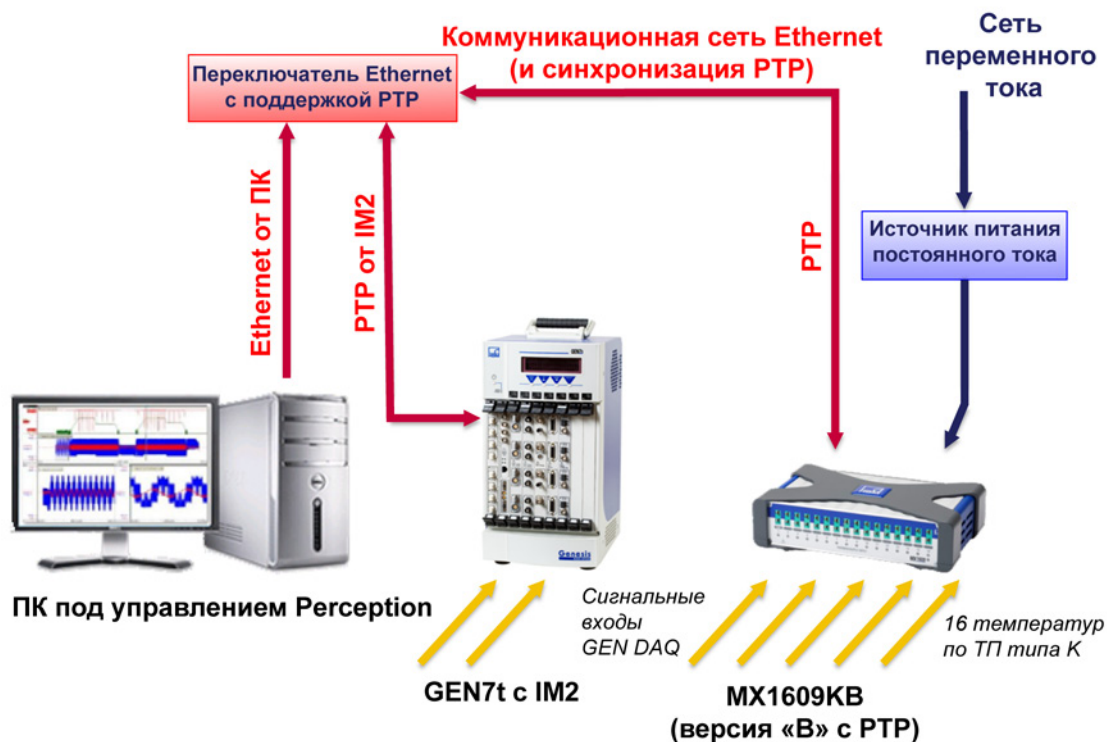 Коммуникационная сеть Ethernet
(и синхронизация PTP)
Сеть
переменного
тока
Переключатель Ethernet
с поддержкой PTP
Ethernet от ПК
PTP от IM2
PTP
Источник питания
постоянного тока
Genesis
ПК под управлением Perception
Сигнальные
входы
GEN DAQ
16 температур
по ТП типа K
GEN7t с IM2
MX1609KB
(версия «B» с PTP)